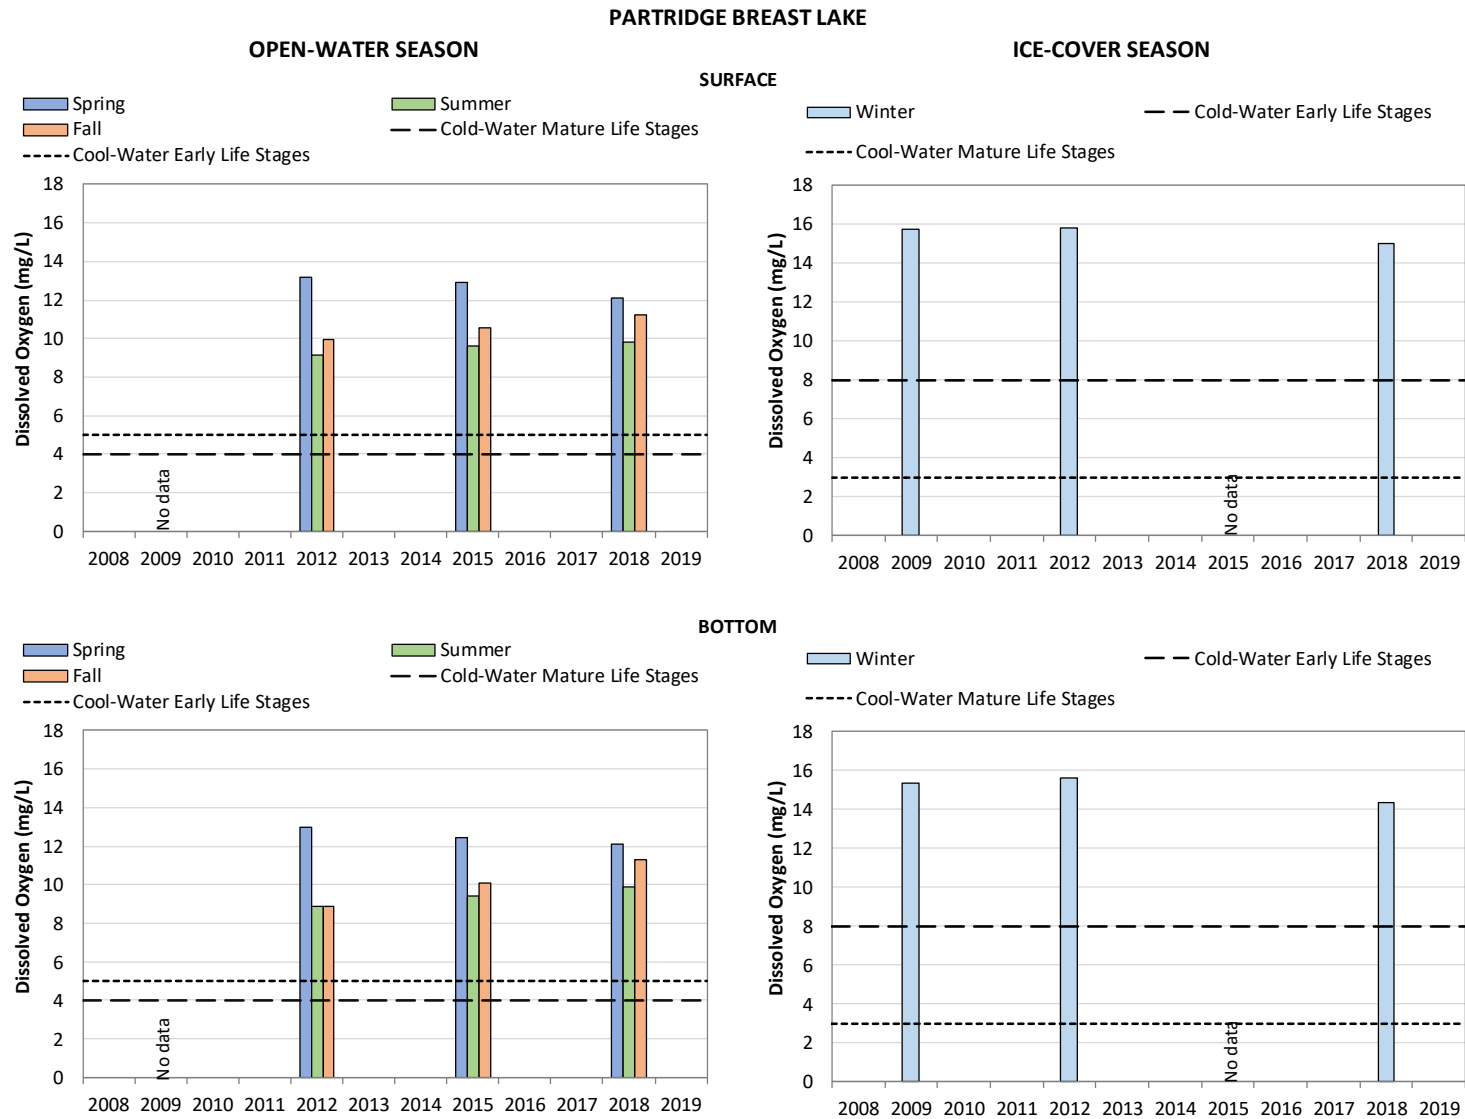 PARTRIDGE BREAST LAKE
OPEN-WATER SEASON
ICE-COVER SEASON
SURFACE
Spring
Summer
Fall
Cold-Water Mature Life Stages
Cool-Water Early Life Stages
Dissolved Oxygen (mg/L)
18
16
14
12
10
8
6
4
2
0
No data
2008 2009 2010 2011 2012 2013 2014 2015 2016 2017 2018 2019
Winter
Cold-Water Early Life Stages
Cool-Water Mature Life Stages
Dissolved Oxygen (mg/L)
18
16
14
12
10
8
6
4
2
0
No data
2008 2009 2010 2011 2012 2013 2014 2015 2016 2017 2018 2019
BOTTOM
Spring
Summer
Fall
Cold-Water Mature Life Stages
Cool-Water Early Life Stages
Dissolved Oxygen (mg/L)
18
16
14
12
10
8
6
4
2
0
No data
2008 2009 2010 2011 2012 2013 2014 2015 2016 2017 2018 2019
Winter
Cold-Water Early Life Stages
Cool-Water Mature Life Stages
Dissolved Oxygen (mg/L)
18
16
14
12
10
8
6
4
2
0
No data
2008 2009 2010 2011 2012 2013 2014 2015 2016 2017 2018 2019